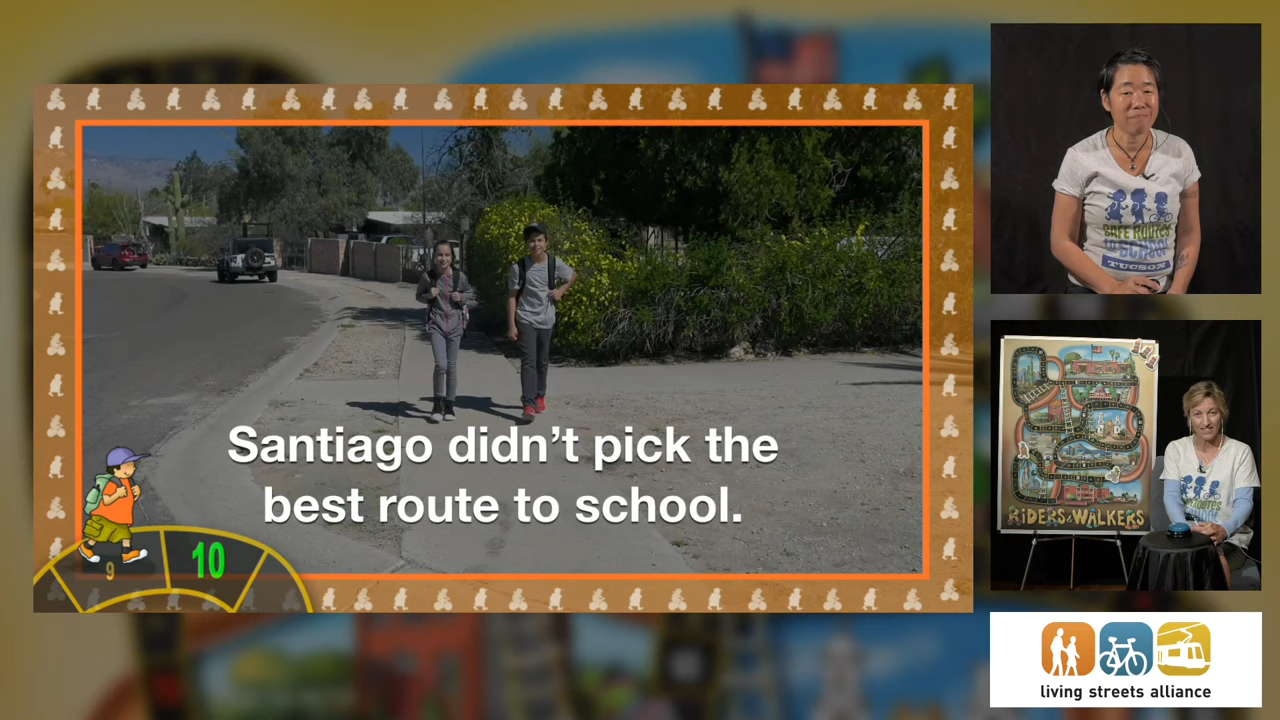 Santiago didn't pick the
best route to school.
9
10
SAFE ROUTES
TO SCHOOL
TUCSON
RIDERS & WALKERS
living streets alliance